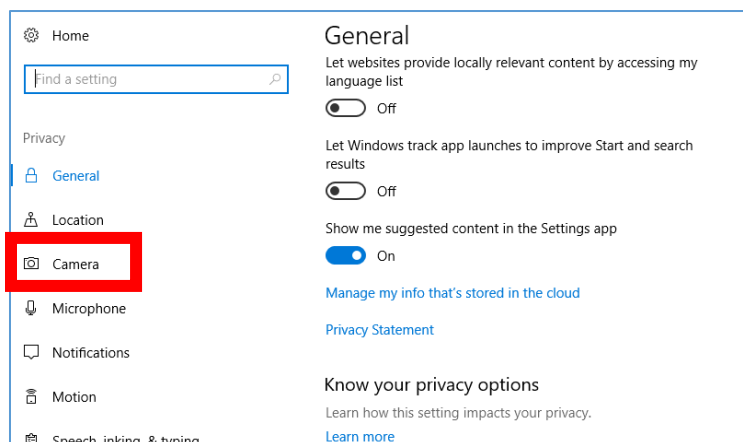 Home
Find a setting
Privacy
General
Location
Camera
Microphone
Notifications
Motion
Speech, inking, & typing
General
Let websites provide locally relevant content by accessing my
language list
Off
Let Windows track app launches to improve Start and search
results
Off
Show me suggested content in the Settings app
On
Manage my info that's stored in the cloud
Privacy Statement
Know your privacy options
Learn how this setting impacts your privacy.
Learn more